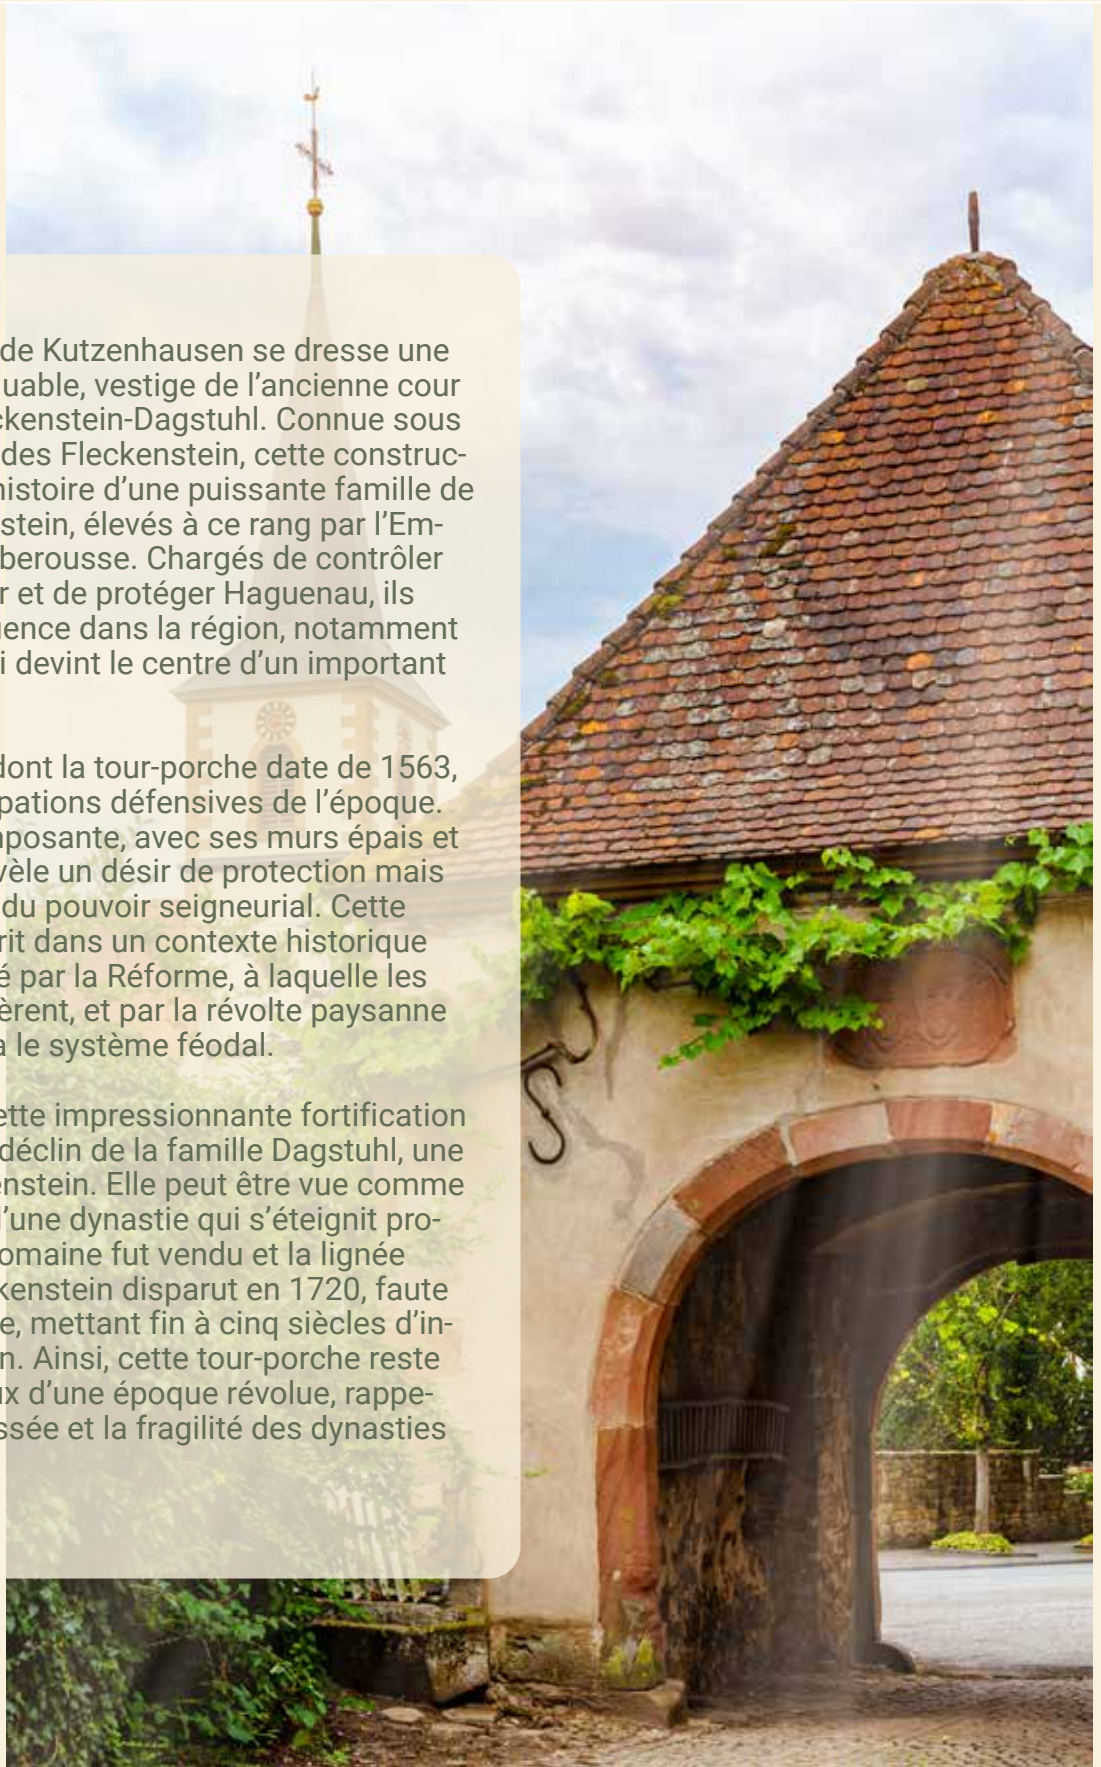 de Kutzenhausen se dresse une
uable, vestige de l’ancienne cour
ckenstein-Dagstuhl. Connue sous
des Fleckenstein, cette construc-
histoire d’une puissante famille de
stein, élevés à ce rang par l’Em-
berousse. Chargés de contrôler
r et de protéger Haguenau, ils
ence dans la région, notamment
i devint le centre d’un important
dont la tour-porche date de 1563,
pations défensives de l’époque.
posante, avec ses murs épais et
vèle un désir de protection mais
du pouvoir seigneurial. Cette
rit dans un contexte historique
é par la Réforme, à laquelle les
èrent, et par la révolte paysanne
a le système féodal.
ette impressionnante fortification
déclin de la famille Dagstuhl, une
enstein. Elle peut être vue comme
d’une dynastie qui s’éteignit pro-
omaine fut vendu et la lignée
kenstein disparut en 1720, faute
e, mettant fin à cinq siècles d’in-
n. Ainsi, cette tour-porche reste
ux d’une époque révolue, rappe-
ssée et la fragilité des dynasties